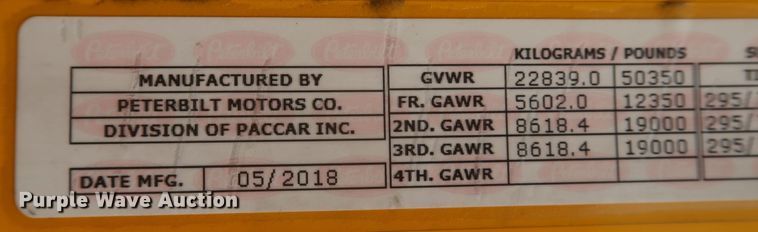 KILOGRAMS / POUNDS
MANUFACTURED BY
PETERBILT MOTORS CO.
DIVISION OF PACCAR INC.
DATE MFG. 05/2018
GVWR 22839.0 50350
FR. GAWR 5602.0 12350 295/
2ND. GAWR 8618.4 19000 295/
3RD. GAWR 8618.4 19000 295/
4TH. GAWR
Purple Wave Auction